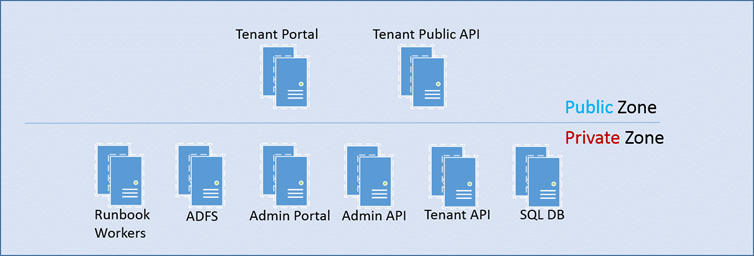 Tenant Portal
Tenant Public API
Public Zone
Private Zone
Runbook
Workers
ADFS
Admin Portal
Admin API
Tenant API
SQL DB